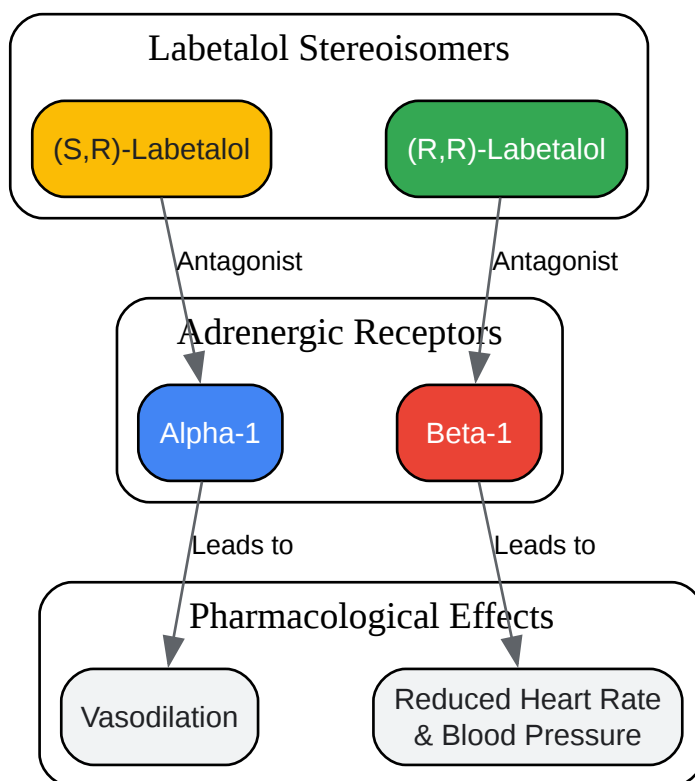 Labetalol Stereoisomers
(S,R)-Labetalol
(R,R)-Labetalol
Antagonist
Antagonist
Adrenergic Receptors
Alpha-1
Beta-1
Leads to
Leads to
Pharmacological Effects
Vasodilation
Reduced Heart Rate
& Blood Pressure